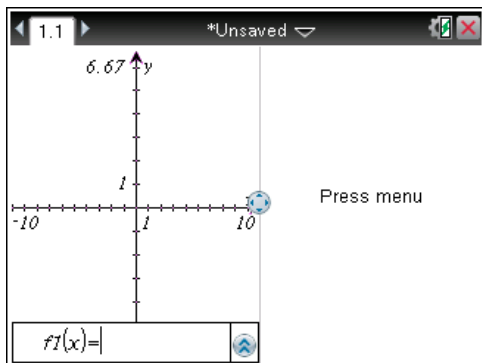 1.1 *Unsaved
6.67 y
1
Press menu
-10 1 10
f1(x)=